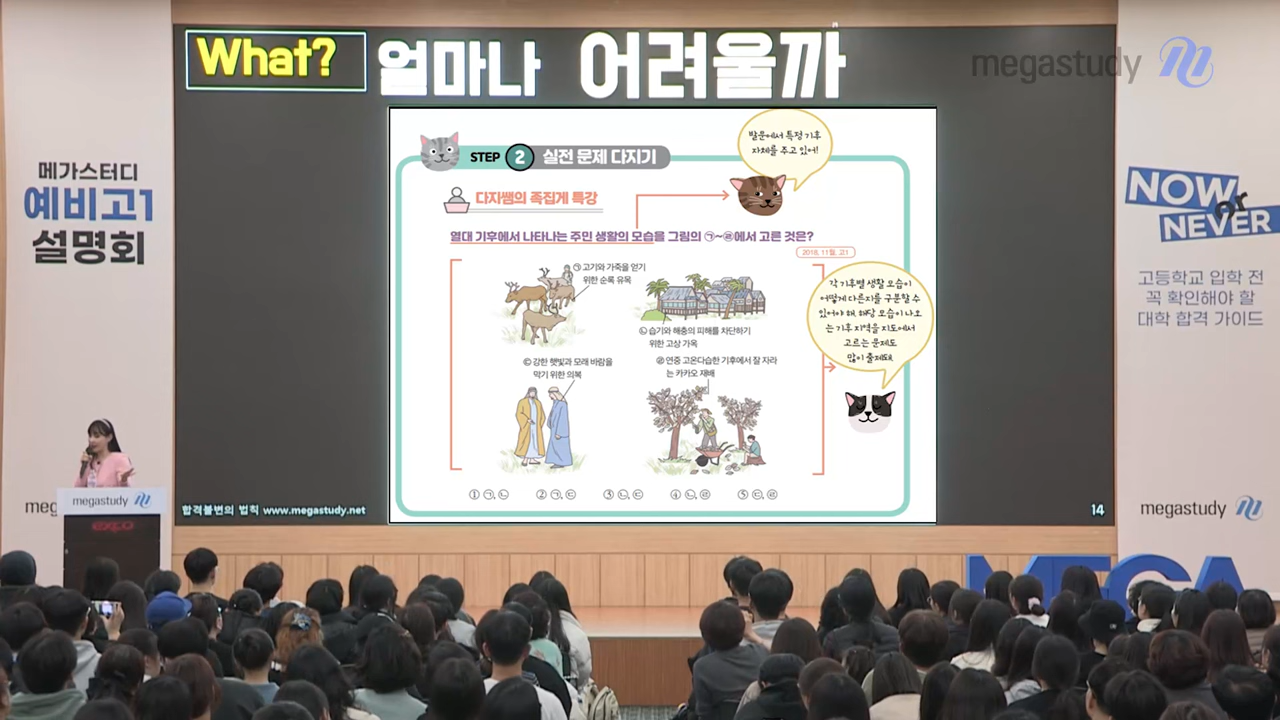 What? 얼마나 어려울까
megastudy
메가스터디
예비고1
설명회
NOW
or
NEVER
고등학교 입학 전
꼭 확인해야 할
대학 합격 가이드
megastudy
STEP 2 실전 문제 다지기
발문에서 특정 기후
자체를 주고 있어!
다지쌤의 족집게 특강
열대 기후에서 나타나는 주민 생활의 모습을 그림의 ㉠~㉣에서 고른 것은?
2018, 11월, 고1
㉠ 고기와 가죽을 얻기
위한 순록 유목
㉡ 습기와 해충의 피해를 차단하기
위한 고상 가옥
㉢ 강한 햇빛과 모래 바람을
막기 위한 의복
㉣ 연중 고온다습한 기후에서 잘 자라
는 카카오 재배
각 기후별 생활 모습이
어떻게 다른지를 구분할 수
있어야 해. 해당 모습이 나오
는 기후 지역을 지도에서
고르는 문제도
많이 출제돼.
① ㉠, ㉡ ② ㉠, ㉢ ③ ㉡, ㉢ ④ ㉡, ㉣ ⑤ ㉢, ㉣
합격불변의 법칙 www.megastudy.net
14
meg
megastudy
expo
MEGA